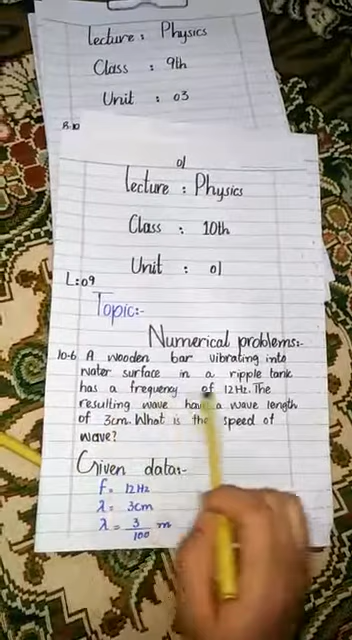 Lecture : Physics
Class : 9th
Unit : 03
01
Lecture : Physics
Class : 10th
Unit : 01
L:09
Topic:-
Numerical problems:-
10.6 A wooden bar vibrating into
water surface in a ripple tank
has a frequency of 12Hz. The
resulting wave have a wave length
of 3cm. What is the speed of
wave?
Given data:-
f = 12Hz
λ = 3cm
λ = 3/100 m